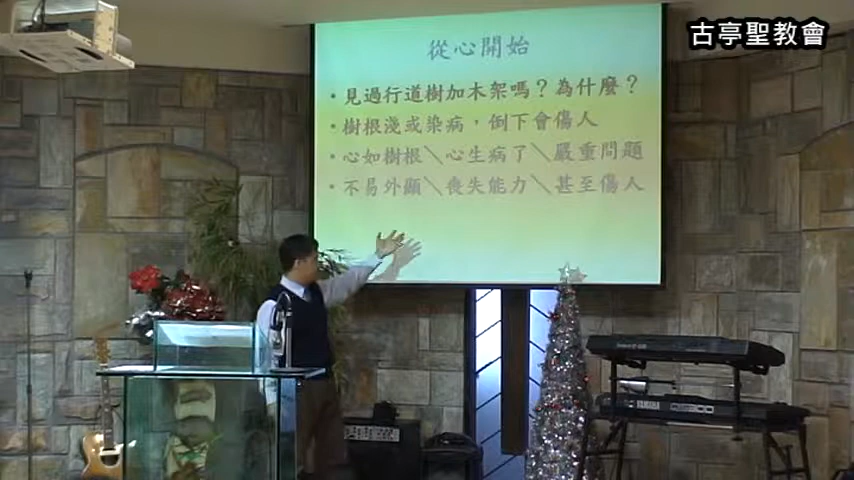 古亭聖教會
從心開始
•見過行道樹加木架嗎？為什麼？
•樹根淺或染病，倒下會傷人
•心如樹根＼心生病了＼嚴重問題
•不易外顯＼喪失能力＼甚至傷人
YAMAHA